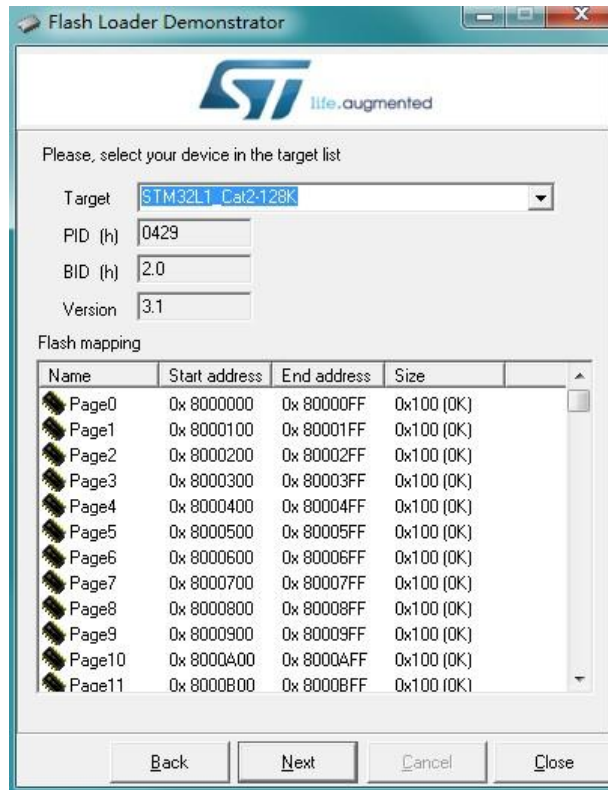 Flash Loader Demonstrator
life.augmented
Please, select your device in the target list
Target STM32L1_Cat2-128K
PID (h) 0429
BID (h) 2.0
Version 3.1
Flash mapping
Name Start address End address Size
Page0 0x 8000000 0x 80000FF 0x100 (0K)
Page1 0x 8000100 0x 80001FF 0x100 (0K)
Page2 0x 8000200 0x 80002FF 0x100 (0K)
Page3 0x 8000300 0x 80003FF 0x100 (0K)
Page4 0x 8000400 0x 80004FF 0x100 (0K)
Page5 0x 8000500 0x 80005FF 0x100 (0K)
Page6 0x 8000600 0x 80006FF 0x100 (0K)
Page7 0x 8000700 0x 80007FF 0x100 (0K)
Page8 0x 8000800 0x 80008FF 0x100 (0K)
Page9 0x 8000900 0x 80009FF 0x100 (0K)
Page10 0x 8000A00 0x 8000AFF 0x100 (0K)
Page11 0x 8000B00 0x 8000BFF 0x100 (0K)
Back Next Cancel Close